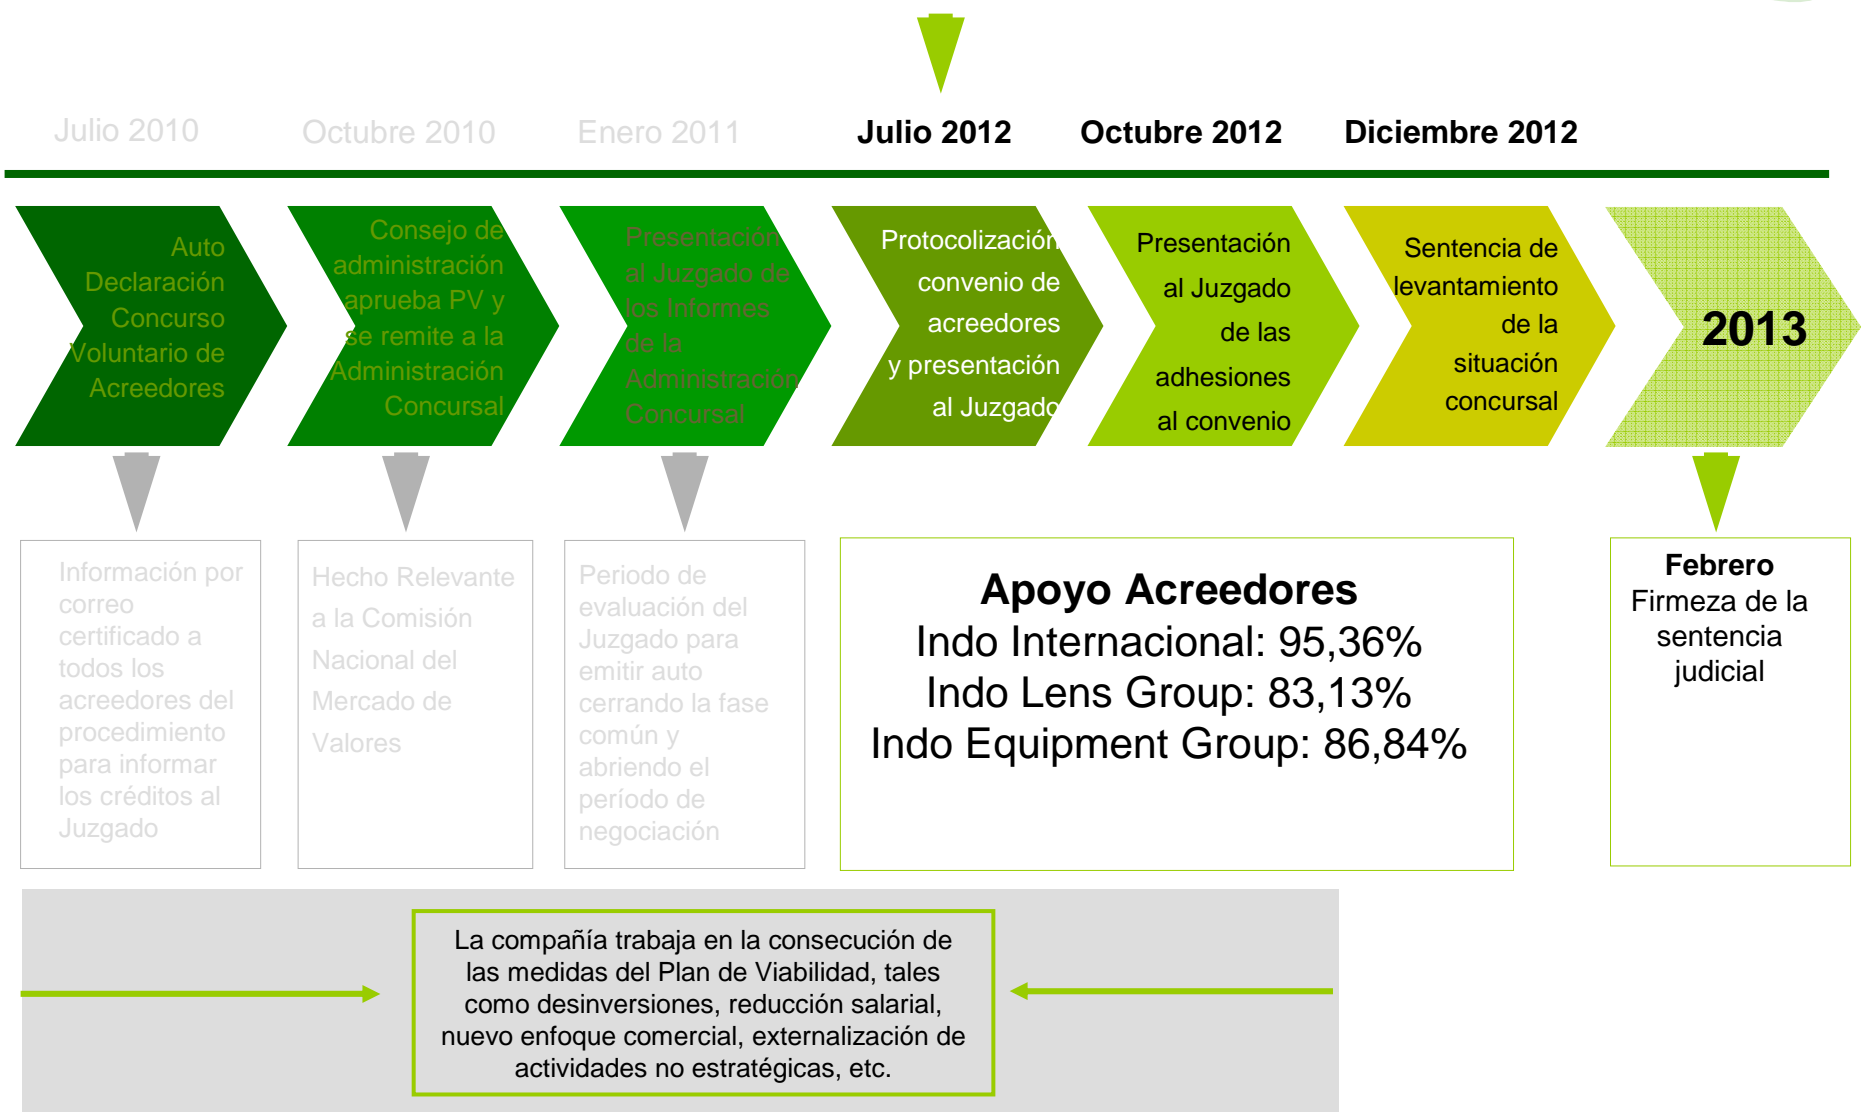 Julio 2010
Octubre 2010
Enero 2011
Julio 2012
Octubre 2012
Diciembre 2012
Auto
Declaración
Concurso
Voluntario de
Acreedores
Consejo de
administración
aprueba PV y
se remite a la
Administración
Concursal
Presentación
al Juzgado de
los Informes
de la
Administración
Concursal
Protocolización
convenio de
acreedores
y presentación
al Juzgado
Presentación
al Juzgado
de las
adhesiones
al convenio
Sentencia de
levantamiento
de la
situación
concursal
2013
Información por
correo
certificado a
todos los
acreedores del
procedimiento
para informar
los créditos al
Juzgado
Hecho Relevante
a la Comisión
Nacional del
Mercado de
Valores
Periodo de
evaluación del
Juzgado para
emitir auto
cerrando la fase
común y
abriendo el
período de
negociación
Apoyo Acreedores
Indo Internacional: 95,36%
Indo Lens Group: 83,13%
Indo Equipment Group: 86,84%
Febrero
Firmeza de la
sentencia
judicial
La compañía trabaja en la consecución de
las medidas del Plan de Viabilidad, tales
como desinversiones, reducción salarial,
nuevo enfoque comercial, externalización de
actividades no estratégicas, etc.